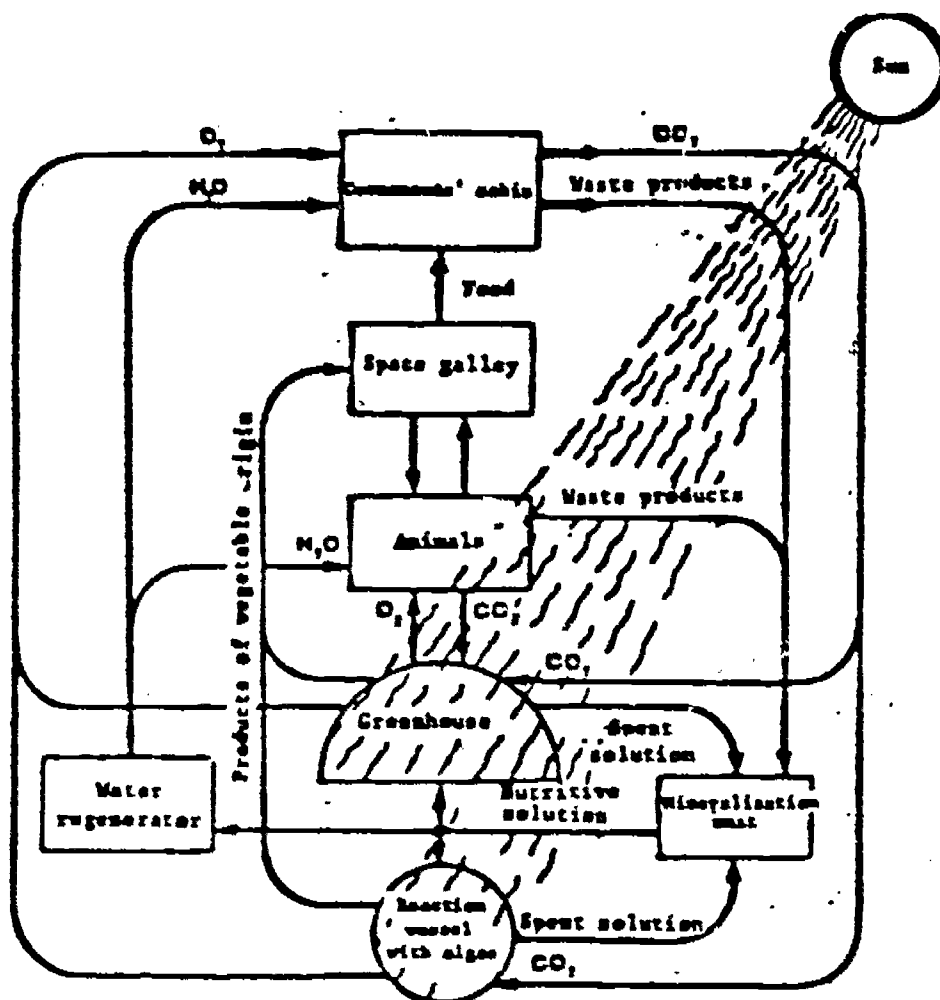 Sun
O₂
CO₂
H₂O
Waste products
Cosmonauts' cabin
Food
Space galley
Products of vegetable origin
Waste products
Animals
H₂O
O₂
CO₂
CO₂
Greenhouse
Spent
solution
Water
regenerator
Nutritive
solution
Mineralization
unit
Reaction
vessel
with algae
Spent solution
CO₂